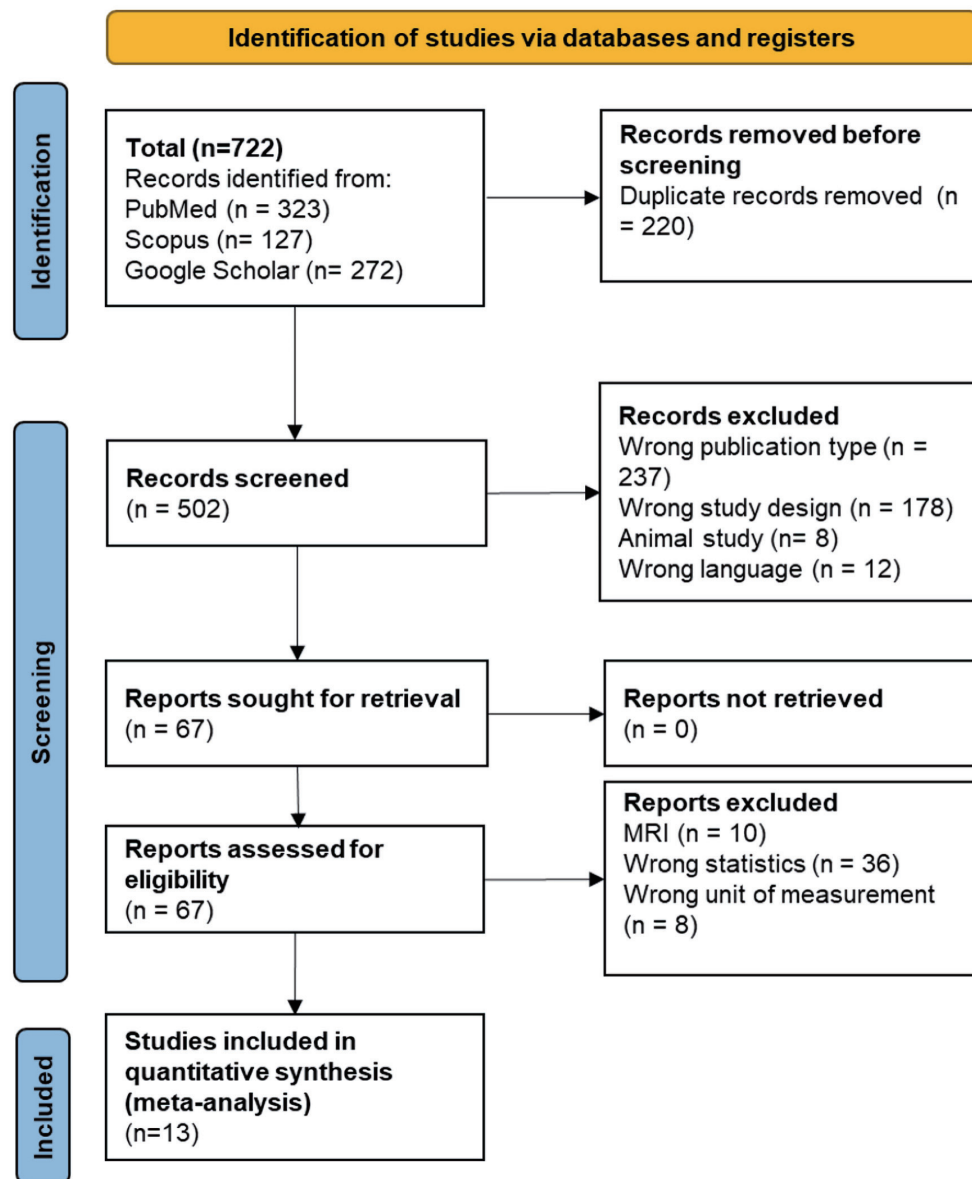 Identification of studies via databases and registers
Identification
Total (n=722)
Records identified from:
PubMed (n = 323)
Scopus (n= 127)
Google Scholar (n= 272)
Records removed before
screening
Duplicate records removed (n
= 220)
Screening
Records screened
(n = 502)
Records excluded
Wrong publication type (n =
237)
Wrong study design (n = 178)
Animal study (n= 8)
Wrong language (n = 12)
Reports sought for retrieval
(n = 67)
Reports not retrieved
(n = 0)
Reports assessed for
eligibility
(n = 67)
Reports excluded
MRI (n = 10)
Wrong statistics (n = 36)
Wrong unit of measurement
(n = 8)
Included
Studies included in
quantitative synthesis
(meta-analysis)
(n=13)